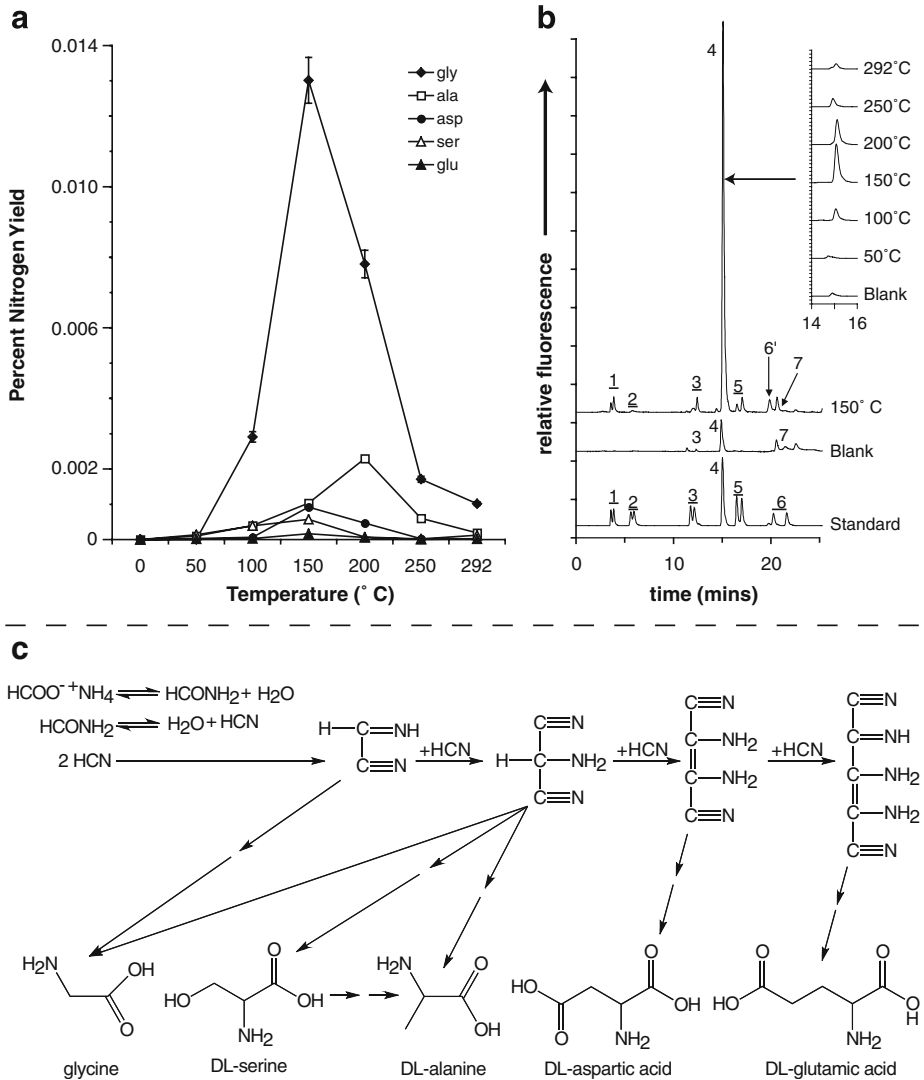 a
0.014
0.010
0.006
0.002
0
Percent Nitrogen Yield
gly
ala
asp
ser
glu
0 50 100 150 200 250 292
Temperature (° C)
b
relative fluorescence
4
292°C
250°C
200°C
150°C
100°C
50°C
Blank
14 16
1 2 3 5 6' 7
150° C
3 4 7
Blank
1 2 3 4 5 6
Standard
0 10 20
time (mins)
c
HCOO⁻⁺NH₄ ⇌ HCONH₂ + H₂O
HCONH₂ ⇌ H₂O + HCN
2 HCN
H C≡NH
C≡N
+HCN
C≡N
H C NH₂
C≡N
+HCN
C≡N
C NH₂
C NH₂
C≡N
+HCN
C≡N
C=NH
C NH₂
C NH₂
C≡N
H₂N OH O
glycine
HO O OH NH₂
DL-serine
H₂N O OH
DL-alanine
HO O O OH NH₂
DL-aspartic acid
HO O O O H NH₂
DL-glutamic acid